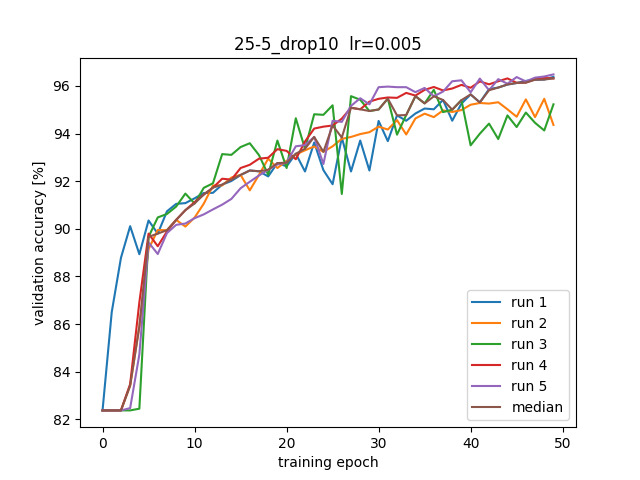 25-5_drop10  lr=0.005
validation accuracy [%]
96
94
92
90
88
86
84
82
0
10
20
30
40
50
training epoch
run 1
run 2
run 3
run 4
run 5
median